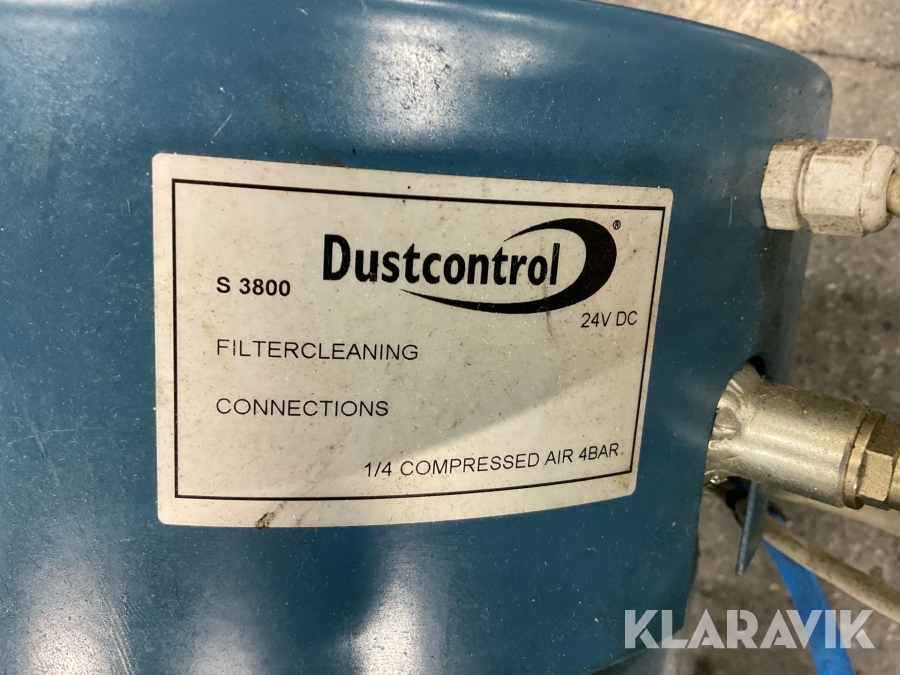 Dustcontrol®
S 3800
24V DC
FILTERCLEANING
CONNECTIONS
1/4 COMPRESSED AIR 4BAR
KLARAVIK